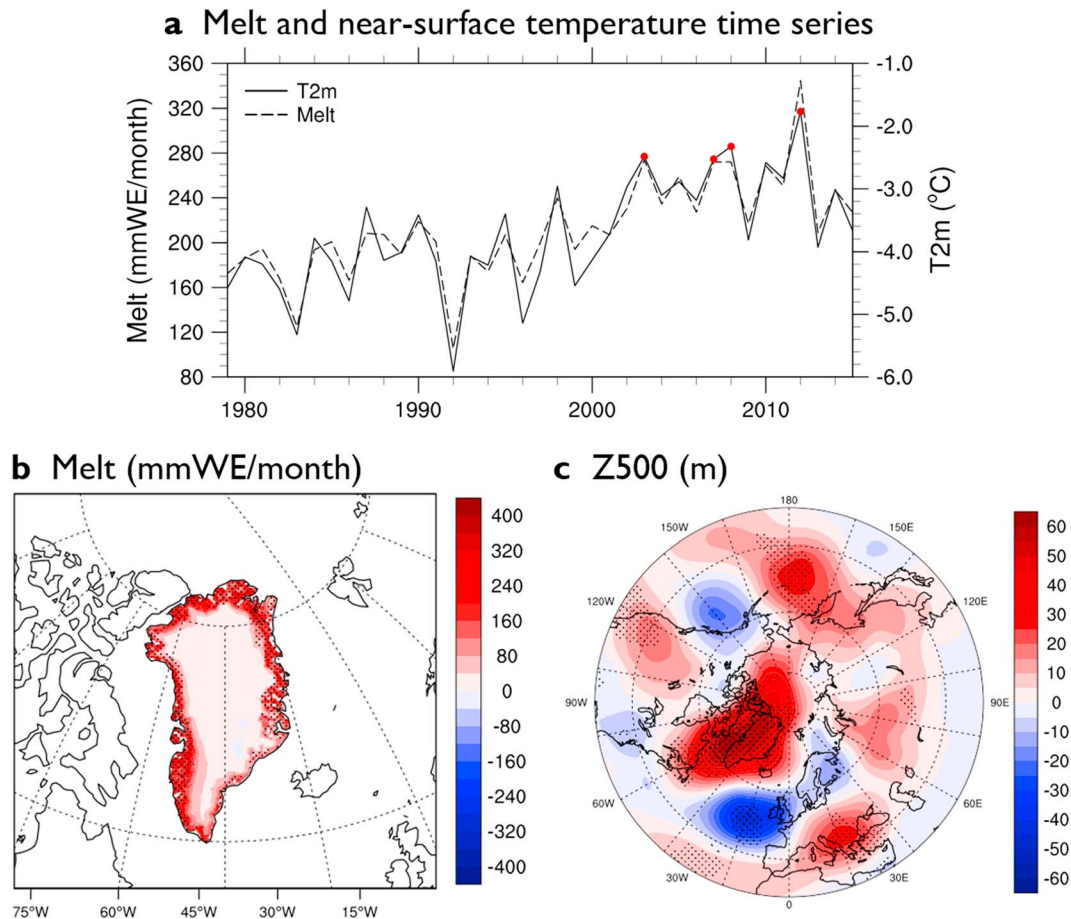 a Melt and near-surface temperature time series
360
320
280
240
200
160
120
80
Melt (mmWE/month)
T2m
Melt
-1.0
-2.0
-3.0
-4.0
-5.0
-6.0
T2m (°C)
1980 1990 2000 2010
b Melt (mmWE/month)
400
320
240
160
80
0
-80
-160
-240
-320
-400
75°W 60°W 45°W 30°W 15°W
c Z500 (m)
180
150W 150E
120W 120E
90W 90E
60W 60E
30W 30E
0
60
50
40
30
20
10
0
-10
-20
-30
-40
-50
-60